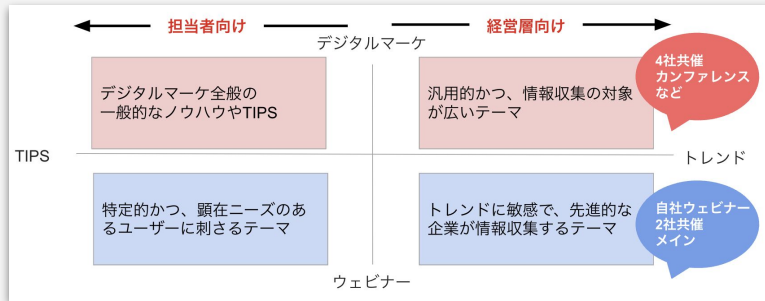 担当者向け
経営層向け
デジタルマーケ
4社共催
カンファレンス
など
デジタルマーケ全般の
一般的なノウハウやTIPS
汎用的かつ、情報収集の対象
が広いテーマ
TIPS
トレンド
特定的かつ、顕在ニーズのあ
るユーザーに刺さるテーマ
トレンドに敏感で、先進的な
企業が情報収集するテーマ
自社ウェビナー
2社共催
メイン
ウェビナー